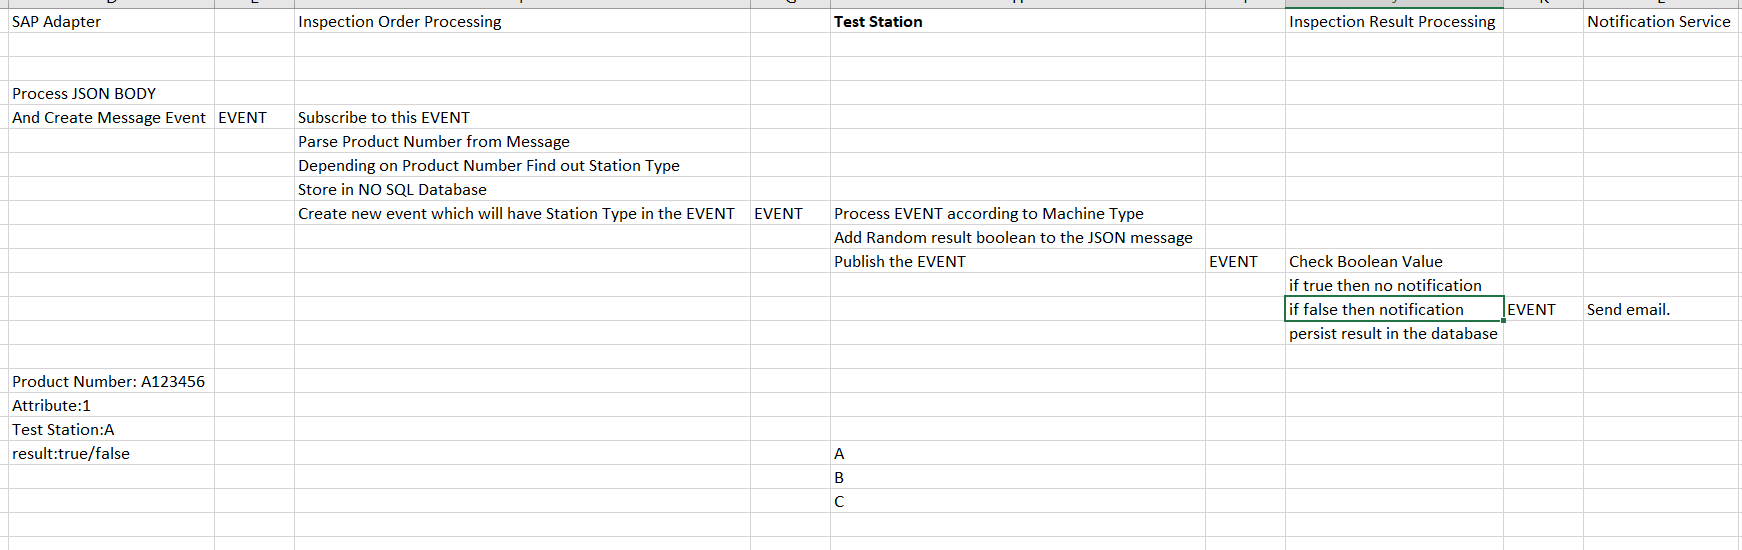 SAP Adapter Inspection Order Processing Test Station Inspection Result Processing Notification Service
Process JSON BODY
And Create Message Event EVENT Subscribe to this EVENT
Parse Product Number from Message
Depending on Product Number Find out Station Type
Store in NO SQL Database
Create new event which will have Station Type in the EVENT EVENT Process EVENT according to Machine Type
Add Random result boolean to the JSON message
Publish the EVENT EVENT Check Boolean Value
if true then no notification
if false then notification EVENT Send email.
persist result in the database
Product Number: A123456
Attribute:1
Test Station:A
result:true/false A
B
C